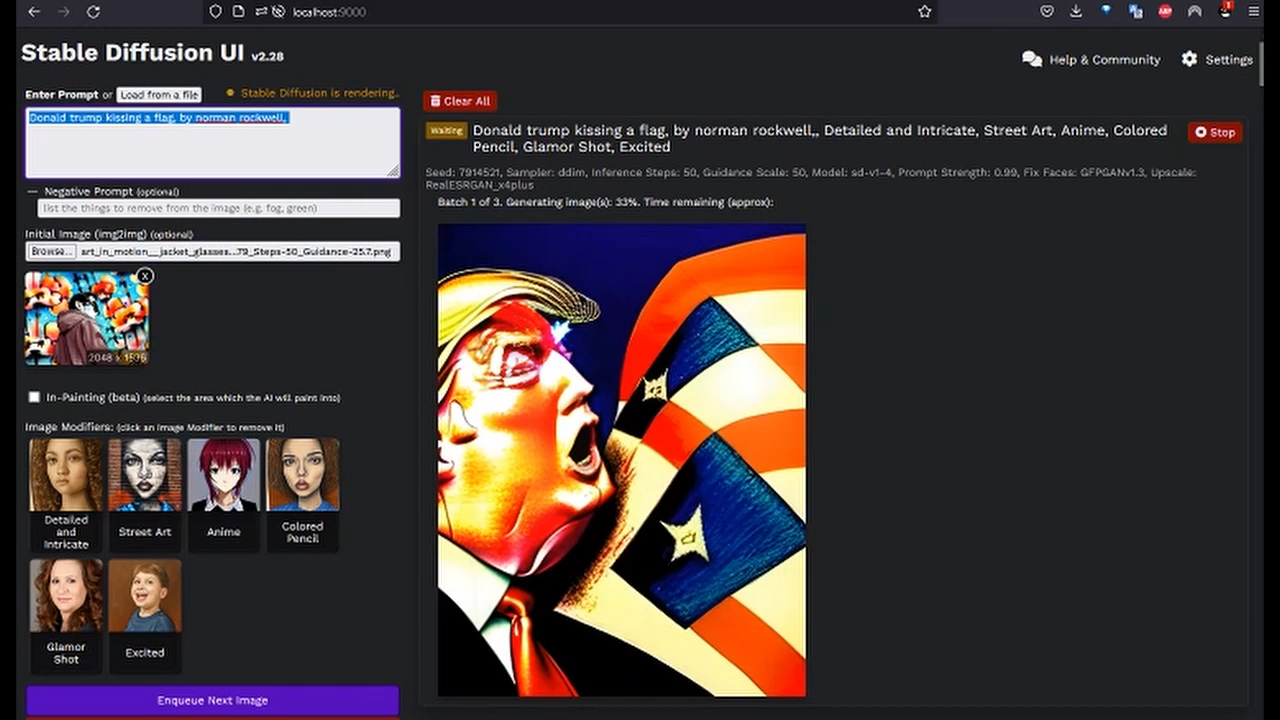 localhost:9000
Stable Diffusion UI v2.28
Help & Community
Settings
Enter Prompt or Load from a file
Stable Diffusion is rendering..
Donald trump kissing a flag, by norman rockwell,
Negative Prompt (optional)
list the things to remove from the image (e.g. fog, green)
Initial Image (img2img) (optional)
Browse... art_in_motion__jacket_glasses...79_Steps-50_Guidance-25.7.png
X
2048 x 1536
In-Painting (beta) (select the area which the AI will paint into)
Image Modifiers: (click an Image Modifier to remove it)
Detailed
and
Intricate
Street Art
Anime
Colored
Pencil
Glamor
Shot
Excited
Enqueue Next Image
Clear All
Waiting
Donald trump kissing a flag, by norman rockwell,, Detailed and Intricate, Street Art, Anime, Colored
Pencil, Glamor Shot, Excited
Stop
Seed: 7914521, Sampler: ddim, Inference Steps: 50, Guidance Scale: 50, Model: sd-v1-4, Prompt Strength: 0.99, Fix Faces: GFPGANv1.3, Upscale:
RealESRGAN_x4plus
Batch 1 of 3. Generating image(s): 33%. Time remaining (approx):